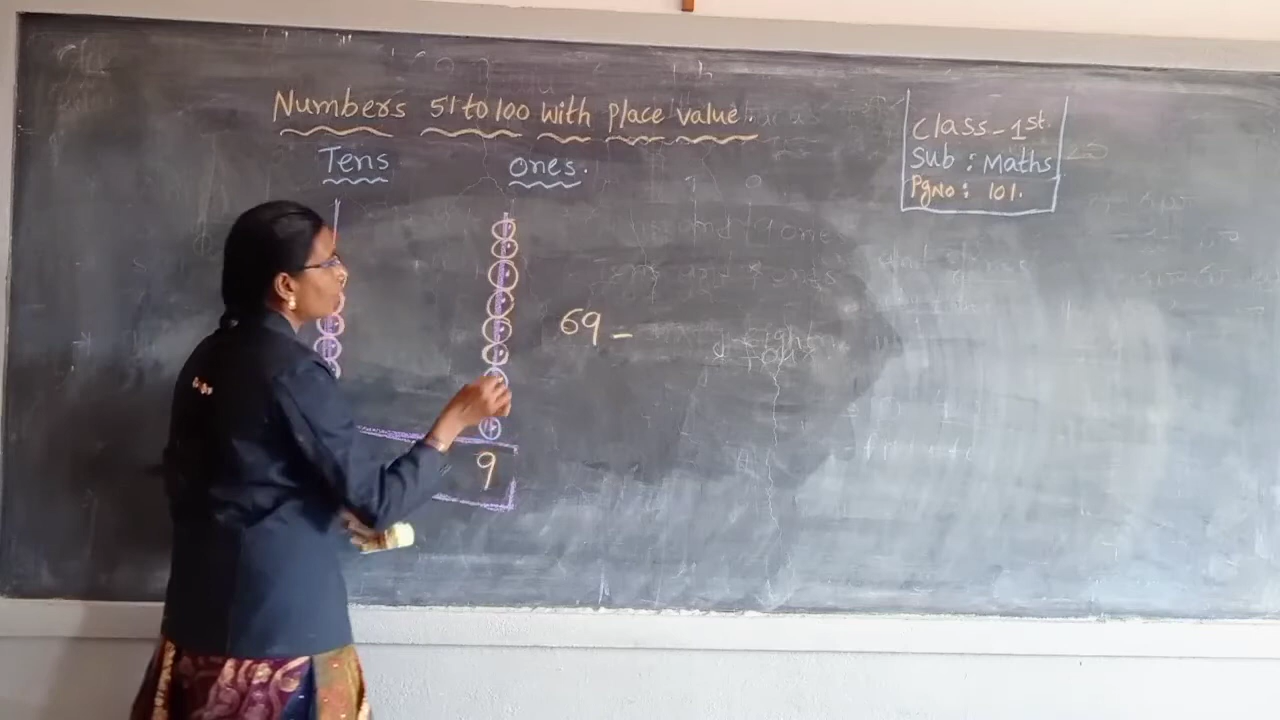 Numbers 51 to 100 with place value.
Tens
ones.
Class - 1st.
Sub : Maths
Pg No : 101.
69 -
9